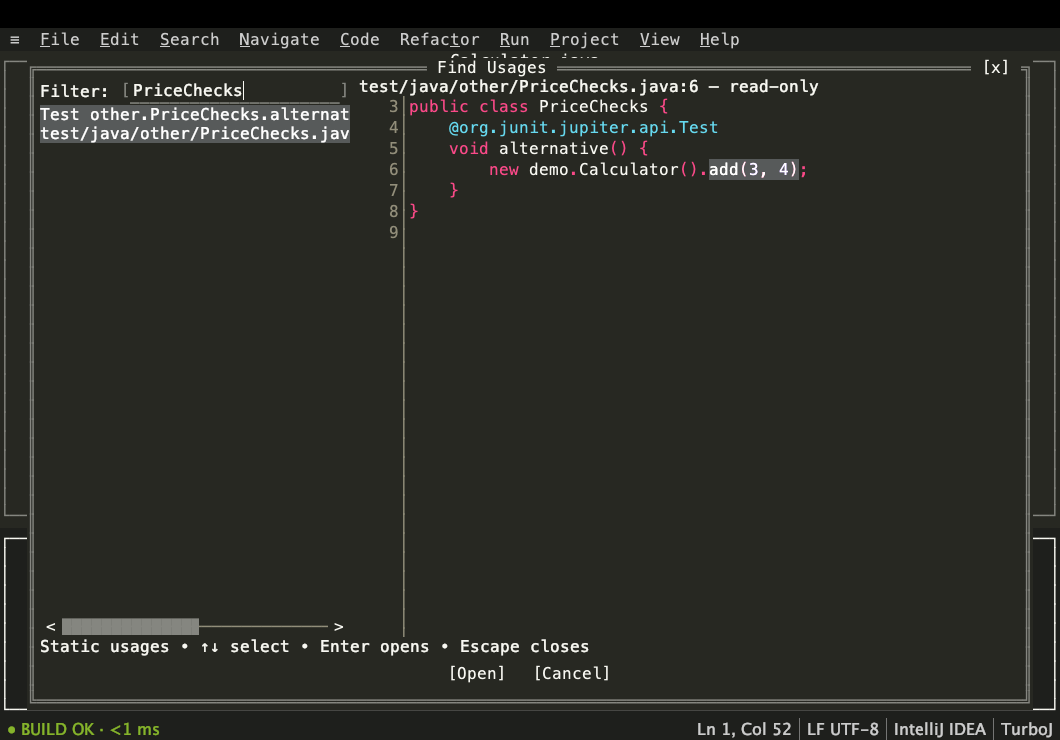 ≡ File Edit Search Navigate Code Refactor Run Project View Help
Find Usages [x]
Filter: [PriceChecks ]
Test other.PriceChecks.alternat
test/java/other/PriceChecks.jav
test/java/other/PriceChecks.java:6 — read-only
3 public class PriceChecks {
4 @org.junit.jupiter.api.Test
5 void alternative() {
6 new demo.Calculator().add(3, 4);
7 }
8 }
9
< >
Static usages • ↑↓ select • Enter opens • Escape closes
[Open] [Cancel]
• BUILD OK · <1 ms
Ln 1, Col 52 LF UTF-8 IntelliJ IDEA TurboJ